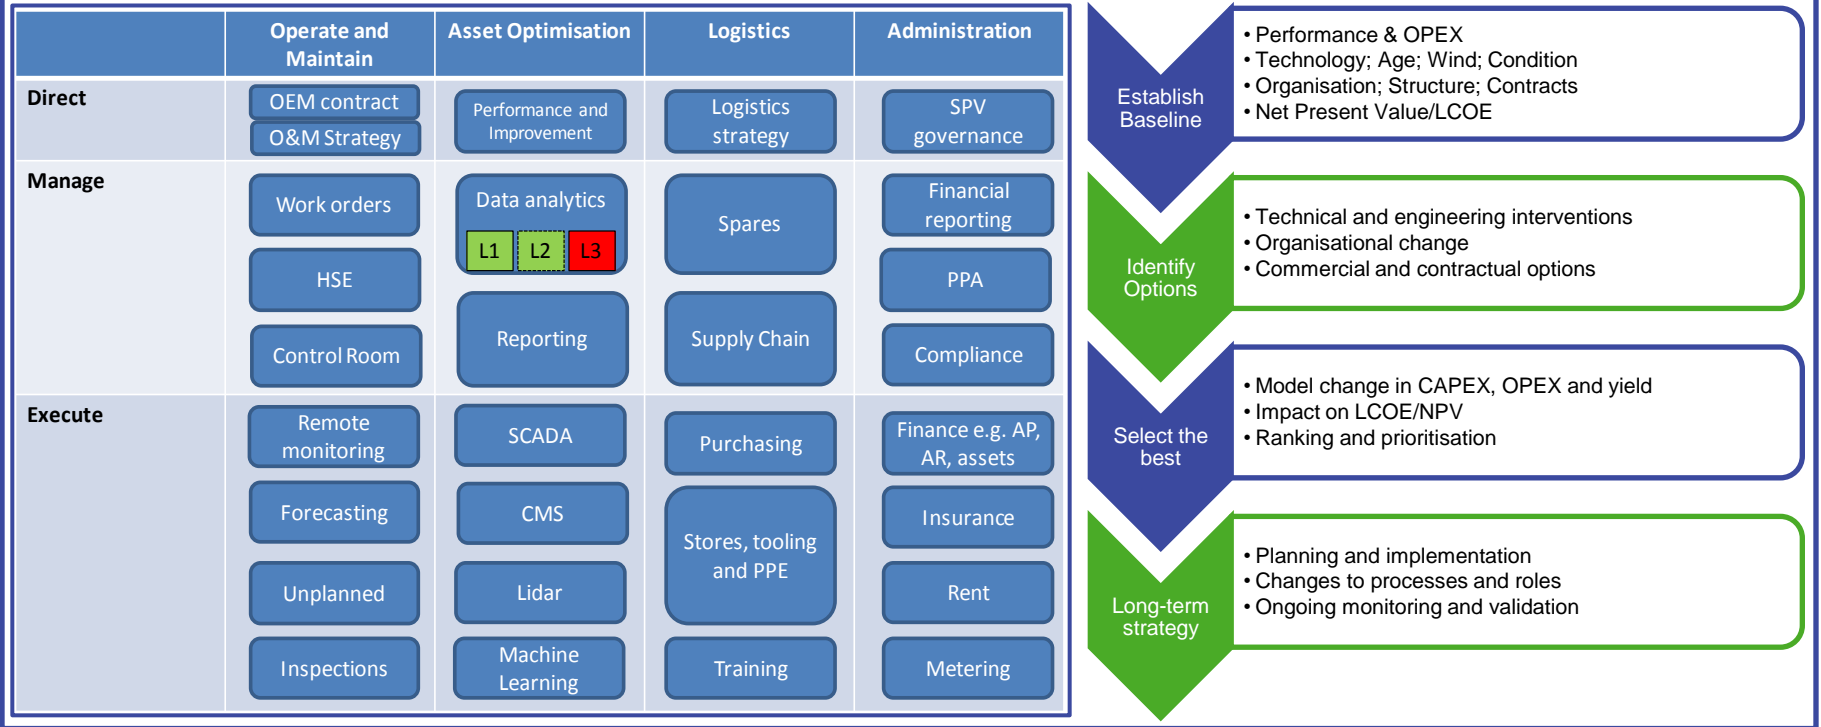 Operate and
Maintain
Asset Optimisation
Logistics
Administration
Direct
OEM contract
O&M Strategy
Performance and
Improvement
Logistics
strategy
SPV
governance
Manage
Work orders
HSE
Control Room
Data analytics
L1
L2
L3
Reporting
Spares
Supply Chain
Financial
reporting
PPA
Compliance
Execute
Remote
monitoring
Forecasting
Unplanned
Inspections
SCADA
CMS
Lidar
Machine
Learning
Purchasing
Stores, tooling
and PPE
Training
Finance e.g. AP,
AR, assets
Insurance
Rent
Metering
Establish
Baseline
• Performance & OPEX
• Technology; Age; Wind; Condition
• Organisation; Structure; Contracts
• Net Present Value/LCOE
Identify
Options
• Technical and engineering interventions
• Organisational change
• Commercial and contractual options
Select the
best
• Model change in CAPEX, OPEX and yield
• Impact on LCOE/NPV
• Ranking and prioritisation
Long-term
strategy
• Planning and implementation
• Changes to processes and roles
• Ongoing monitoring and validation